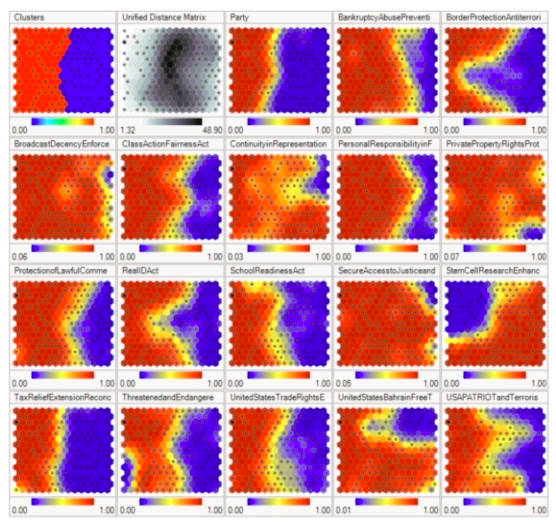 Clusters
Unified Distance Matrix
Party
BankruptcyAbusePreventi
BorderProtectionAntiterrori
0.00 1.00
1.32 48.90
0.00 1.00
0.00 1.00
0.00 1.00
BroadcastDecencyEnforce
ClassActionFairnessAct
ContinuityinRepresentation
PersonalResponsibilityinF
PrivatePropertyRightsProt
0.06 1.00
0.00 1.00
0.03 1.00
0.00 1.00
0.07 1.00
ProtectionofLawfulComme
RealIDAct
SchoolReadinessAct
SecureAccesstoJusticeand
StemCellResearchEnhanc
0.00 1.00
0.00 1.00
0.00 1.00
0.05 1.00
0.00 1.00
TaxReliefExtensionReconc
ThreatenedandEndangere
UnitedStatesTradeRightsE
UnitedStatesBahrainFreeT
USAPATRIOTandTerroris
0.00 1.00
0.00 1.00
0.00 1.00
0.01 1.00
0.00 1.00